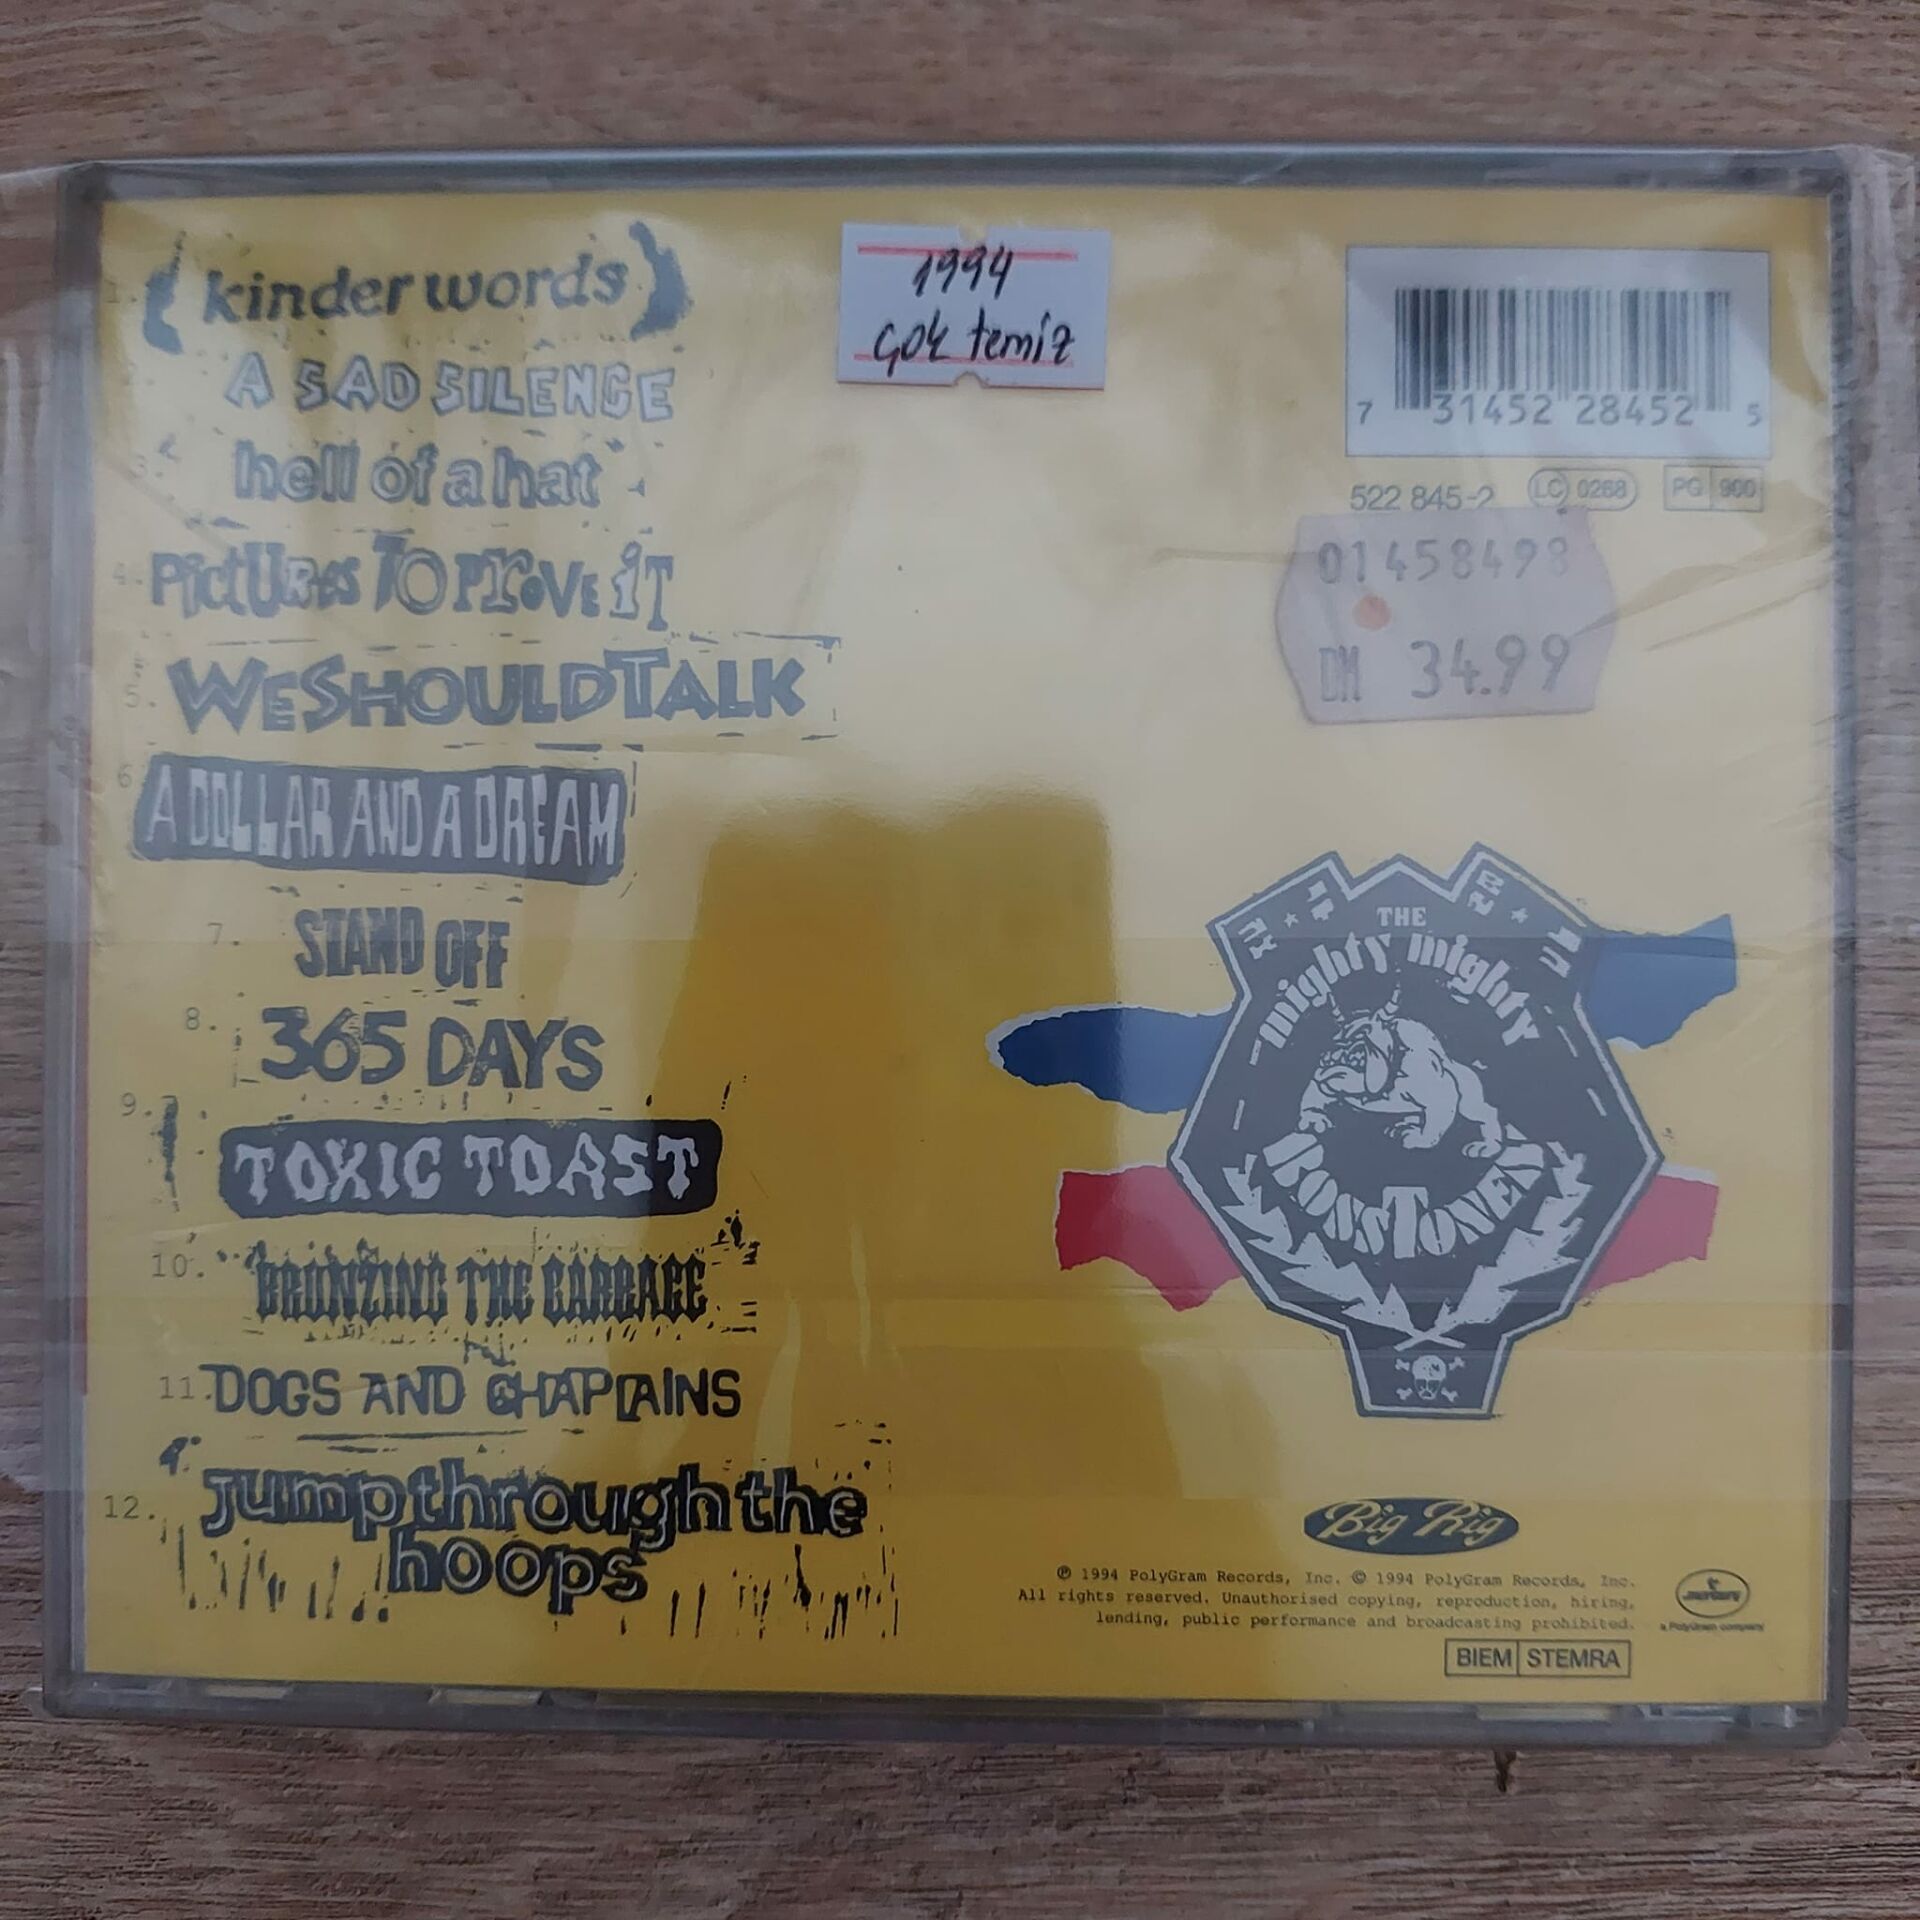 1. kinder words
2. A SAD SILENCE
3. hell of a hat
4. PicTURes To PRoVE iT
5. WESHOULDTALK
6 A DOLLAR AND A DREAM
7. STAND OFF
8. 365 DAYS
9. TOXIC TOAST
10. BRONZING THE GARBAGE
11. DOGS AND CHAPLAINS
12. Jump through the
hoops
1994
çok temiz
7 31452 28452 5
522 845-2 LC 0268 PG 900
01458498
DM 34.99
THE
mighty mighty
BOSSTONES
Big Rig
℗ 1994 PolyGram Records, Inc. © 1994 PolyGram Records, Inc.
All rights reserved. Unauthorised copying, reproduction, hiring,
lending, public performance and broadcasting prohibited.
mercury
a PolyGram company
BIEM STEMRA